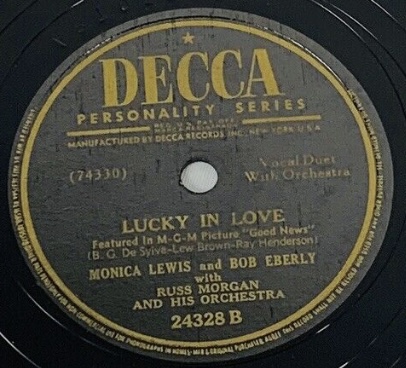 DECCA
PERSONALITY SERIES
REG. U.S. PAT. OFF.
MANUFACTURED BY DECCA RECORDS INC., NEW YORK U S A
(74330)
Vocal Duet
With Orchestra
LUCKY IN LOVE
Featured In M-G-M Picture "Good News"
(B. G. De Sylva-Lew Brown-Ray Henderson)
MONICA LEWIS and BOB EBERLY
with
RUSS MORGAN
AND HIS ORCHESTRA
24328 B